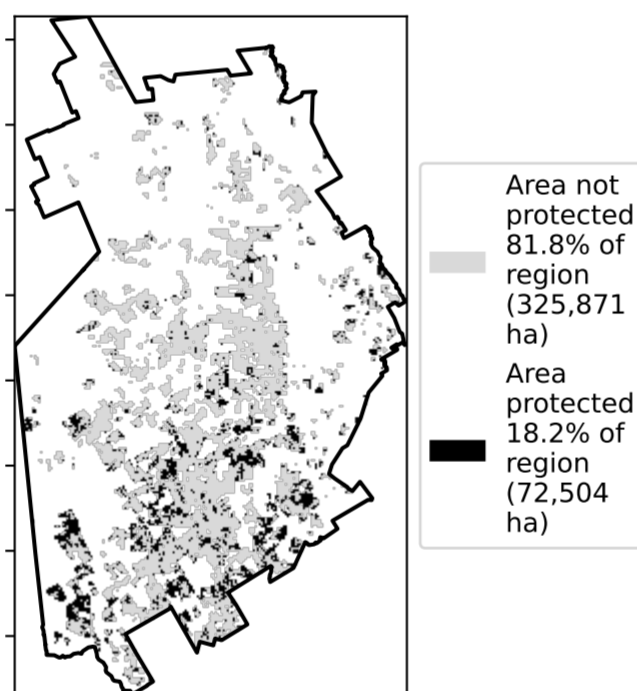 Area not
protected
81.8% of
region
(325,871
ha)
Area
protected
18.2% of
region
(72,504
ha)